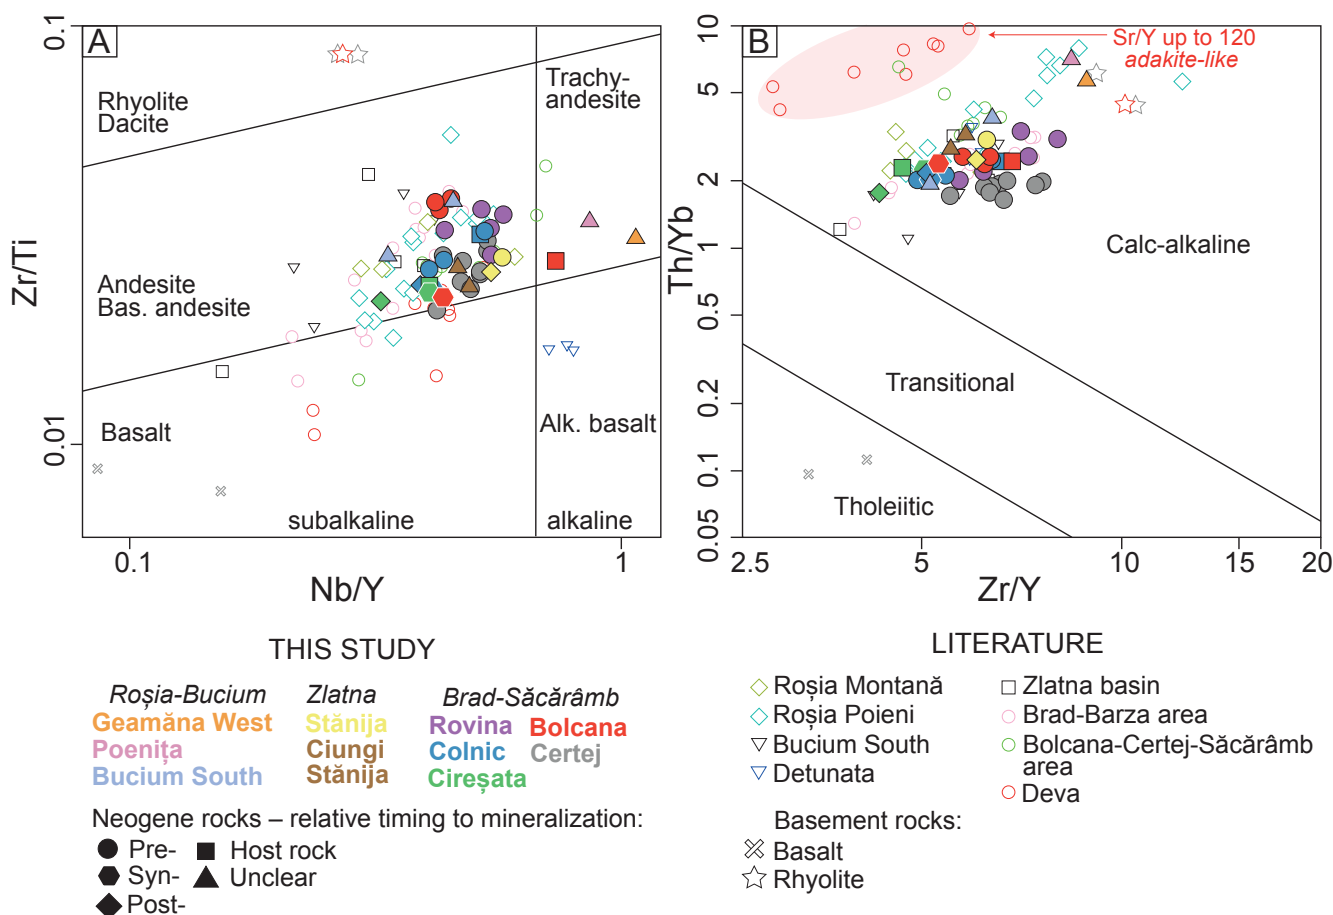 A
0.1
Rhyolite
Dacite
Trachy-
andesite
Andesite
Bas. andesite
Zr/Ti
0.01
Basalt
Alk. basalt
subalkaline
alkaline
0.1
1
Nb/Y
B
10
Sr/Y up to 120
adakite-like
5
2
Th/Yb
1
Calc-alkaline
0.5
Transitional
0.2
0.1
Tholeiitic
0.05
2.5
5
10
15
20
Zr/Y
THIS STUDY
Roșia-Bucium
Geamăna West
Poenița
Bucium South
Zlatna
Stănija
Ciungi
Stănija
Brad-Săcărâmb
Rovina Bolcana
Colnic Certej
Cireșata
Neogene rocks – relative timing to mineralization:
Pre- Host rock
Syn- Unclear
Post-
LITERATURE
Roșia Montană
Roșia Poieni
Bucium South
Detunata
Zlatna basin
Brad-Barza area
Bolcana-Certej-Săcărâmb
area
Deva
Basement rocks:
Basalt
Rhyolite